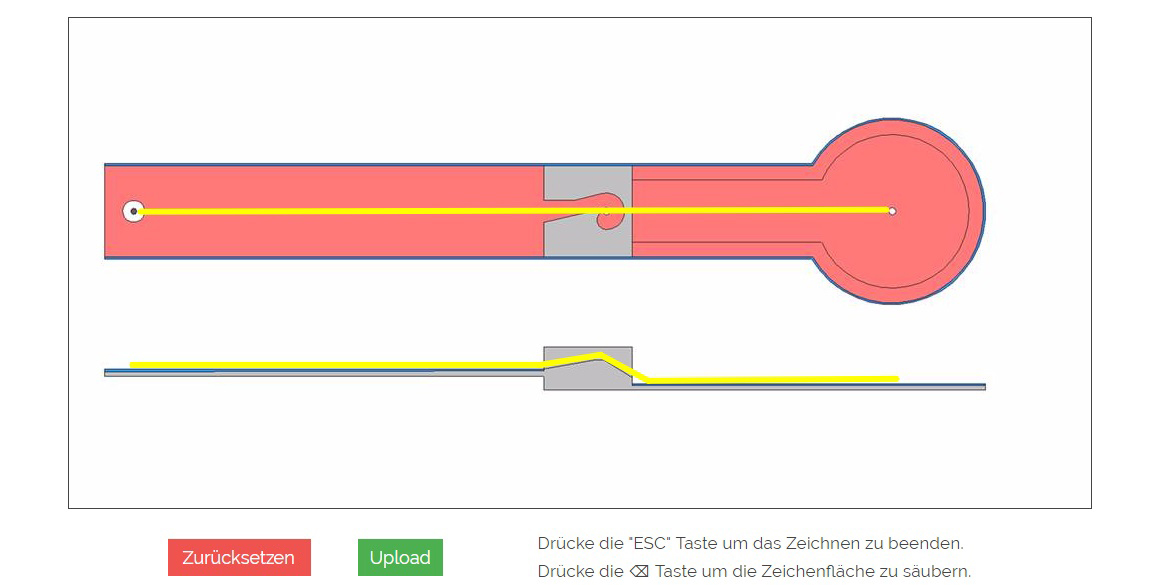 Zurücksetzen
Upload
Drücke die "ESC" Taste um das Zeichnen zu beenden.
Drücke die ⌫ Taste um die Zeichenfläche zu säubern.